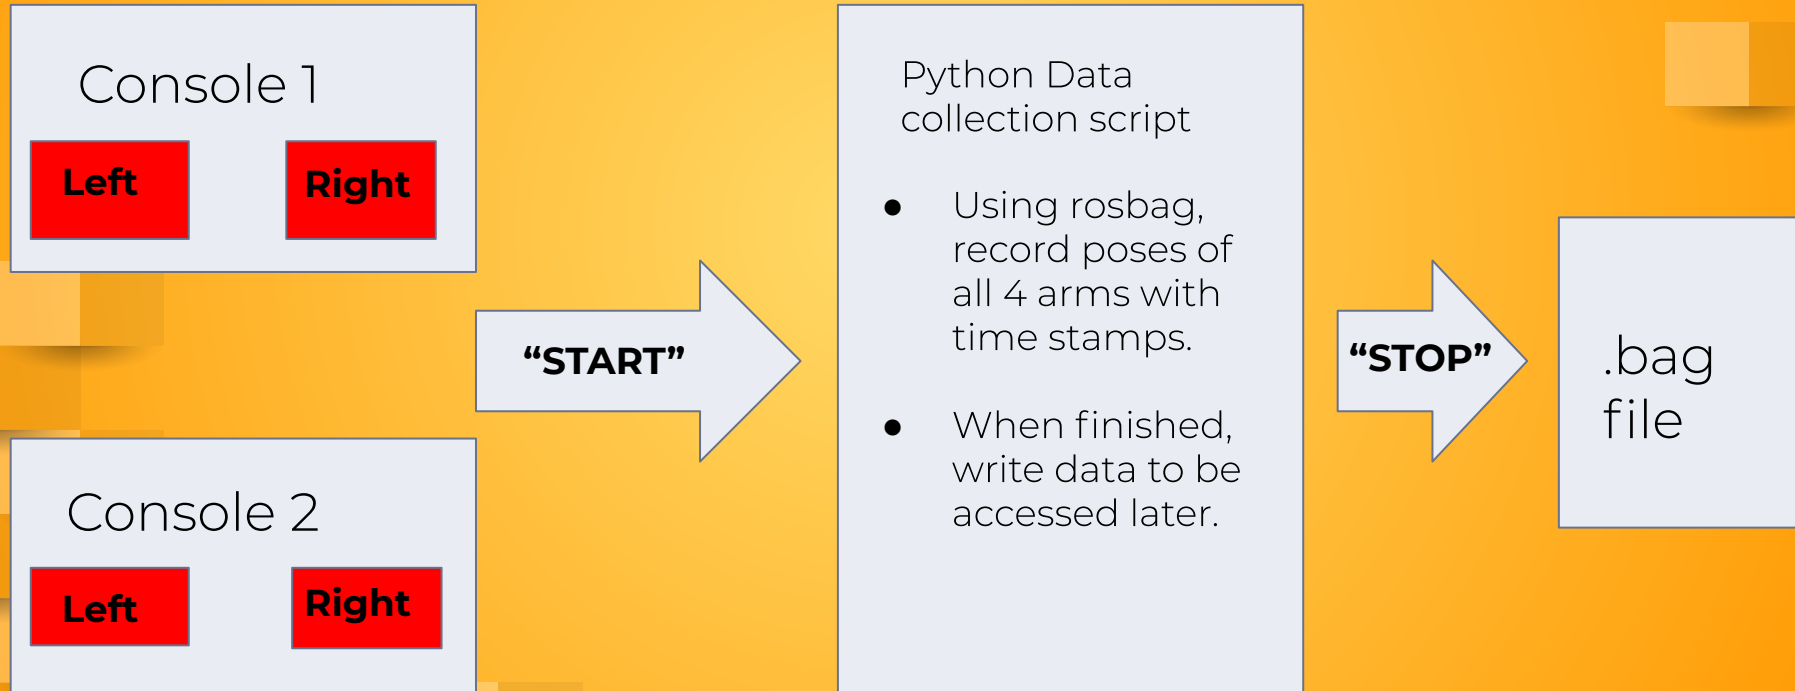 Console 1
Left
Right
Console 2
Left
Right
“START”
Python Data
collection script
● Using rosbag,
record poses of
all 4 arms with
time stamps.
● When finished,
write data to be
accessed later.
“STOP”
.bag
file